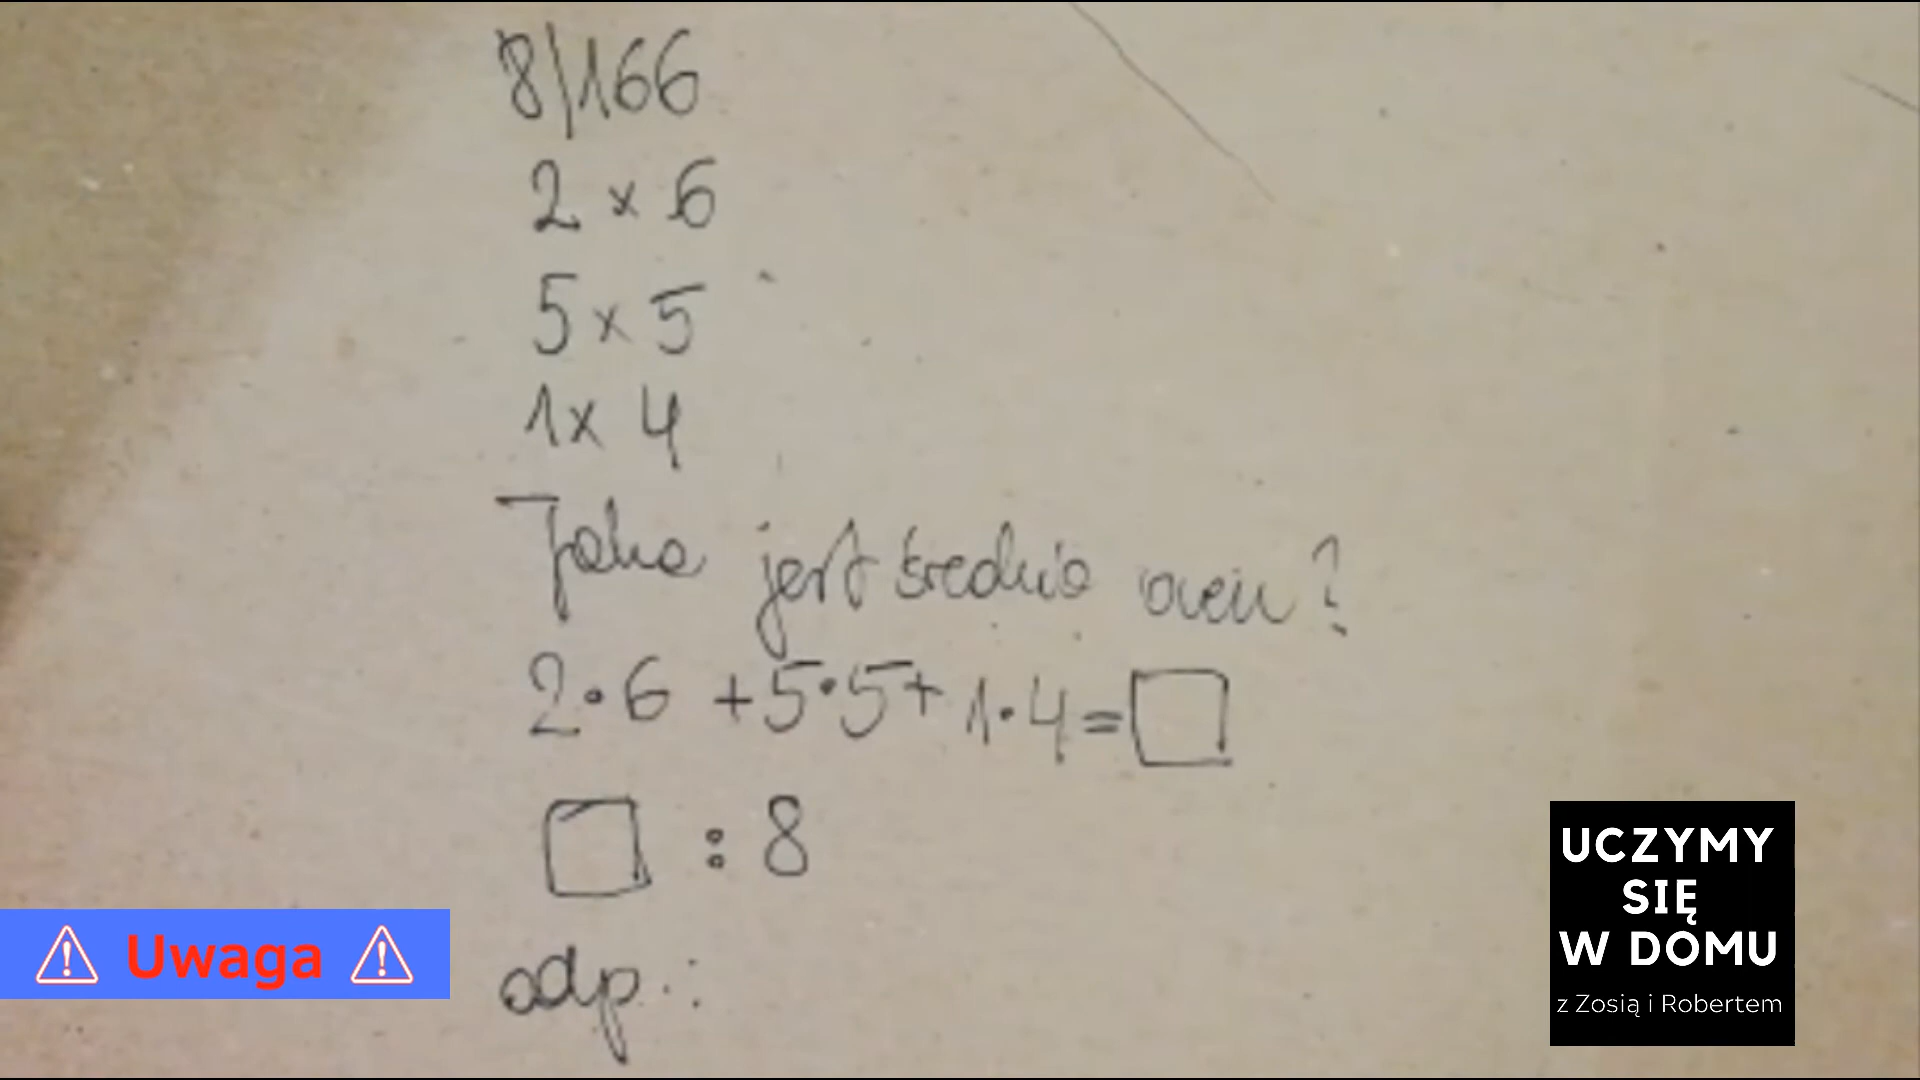 8/166
2 x 6
5 x 5
1 x 4
Jaka jest średnia ocen?
2·6 + 5·5 + 1·4 = □
□ : 8
odp.:
Uwaga
UCZYMY
SIĘ
W DOMU
z Zosią i Robertem